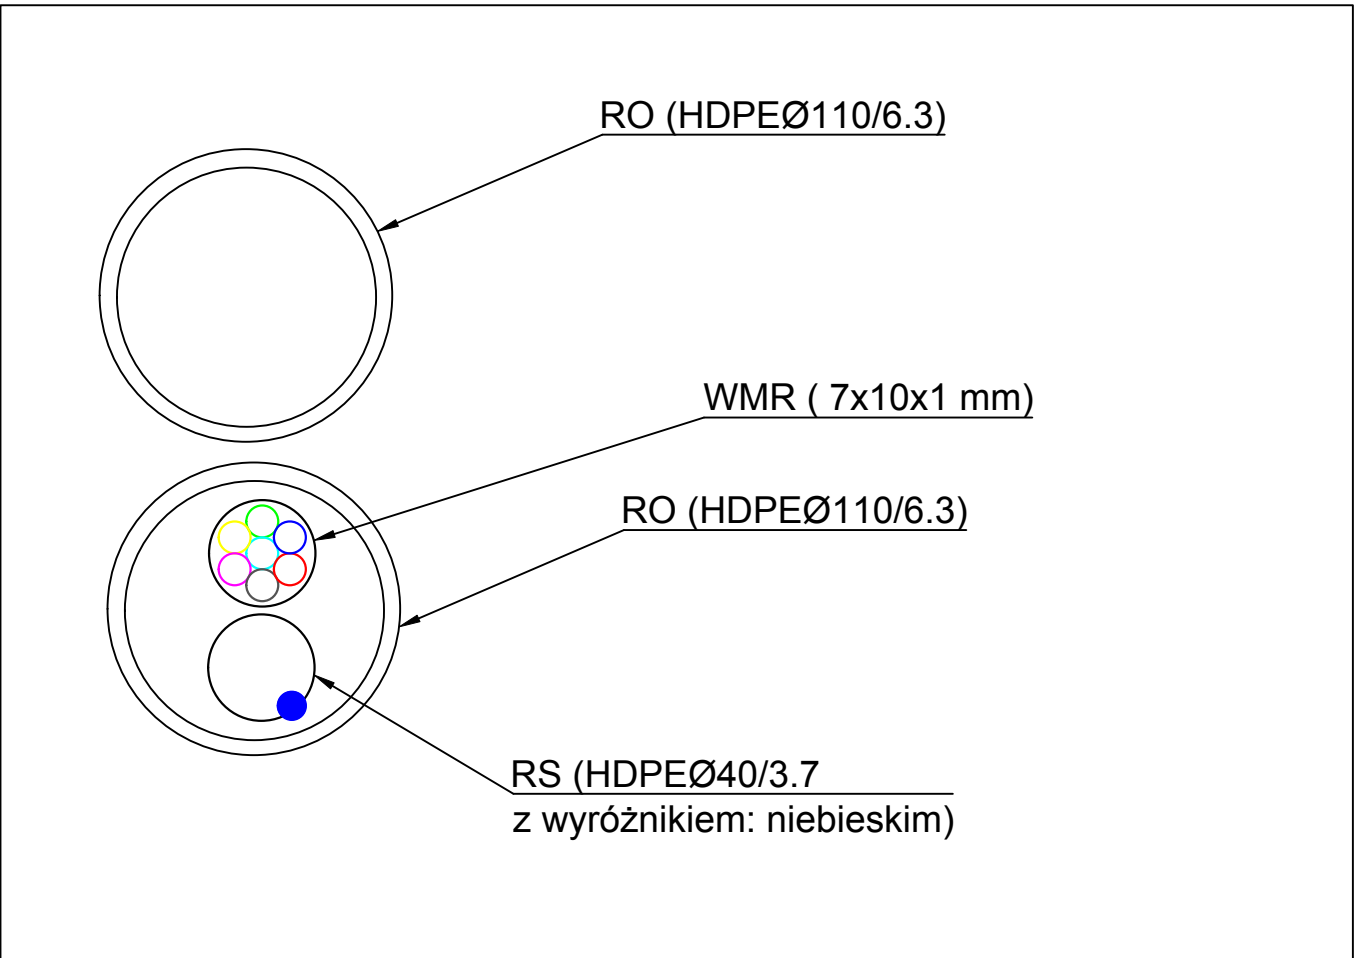 RO (HDPEØ110/6.3)
WMR ( 7x10x1 mm)
RO (HDPEØ110/6.3)
RS (HDPEØ40/3.7
z wyróżnikiem: niebieskim)